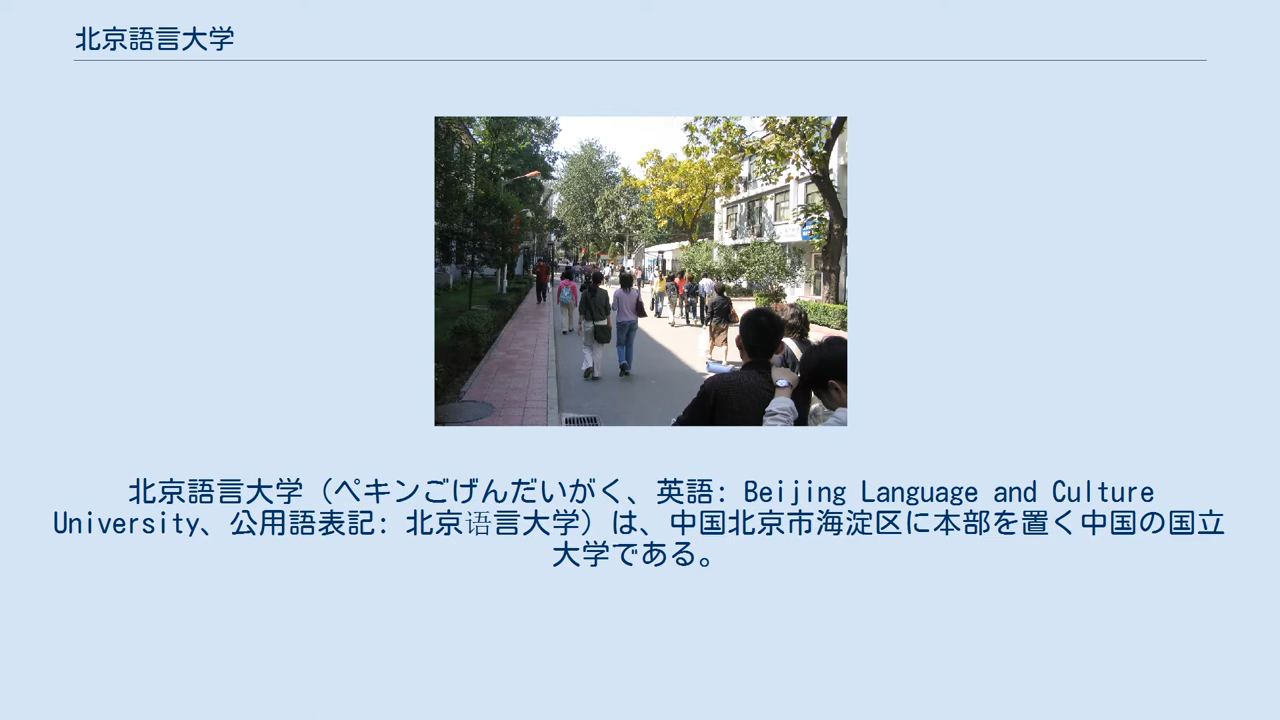 北京語言大学
北京語言大学（ペキンごげんだいがく、英語: Beijing Language and Culture
University、公用語表記: 北京语言大学）は、中国北京市海淀区に本部を置く中国の国立
大学である。